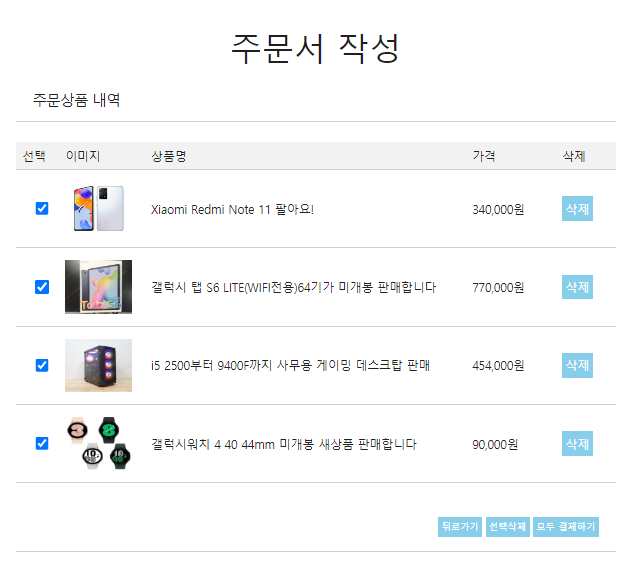 주문서 작성
주문상품 내역
선택 이미지 상품명 가격 삭제
Xiaomi Redmi Note 11 팔아요! 340,000원 삭제
갤럭시 탭 S6 LITE(WIFI전용)64기가 미개봉 판매합니다 770,000원 삭제
i5 2500부터 9400F까지 사무용 게이밍 데스크탑 판매 454,000원 삭제
갤럭시워치 4 40 44mm 미개봉 새상품 판매합니다 90,000원 삭제
뒤로가기 선택삭제 모두 결제하기